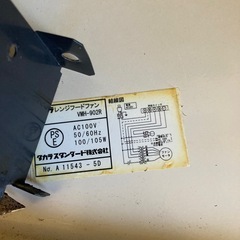 レンジフードファン
VMH-902R
結線図
PS
E
AC100V
50/60Hz
100/105W
タカラスタンダード株式会社
No. A 11543 - 5D